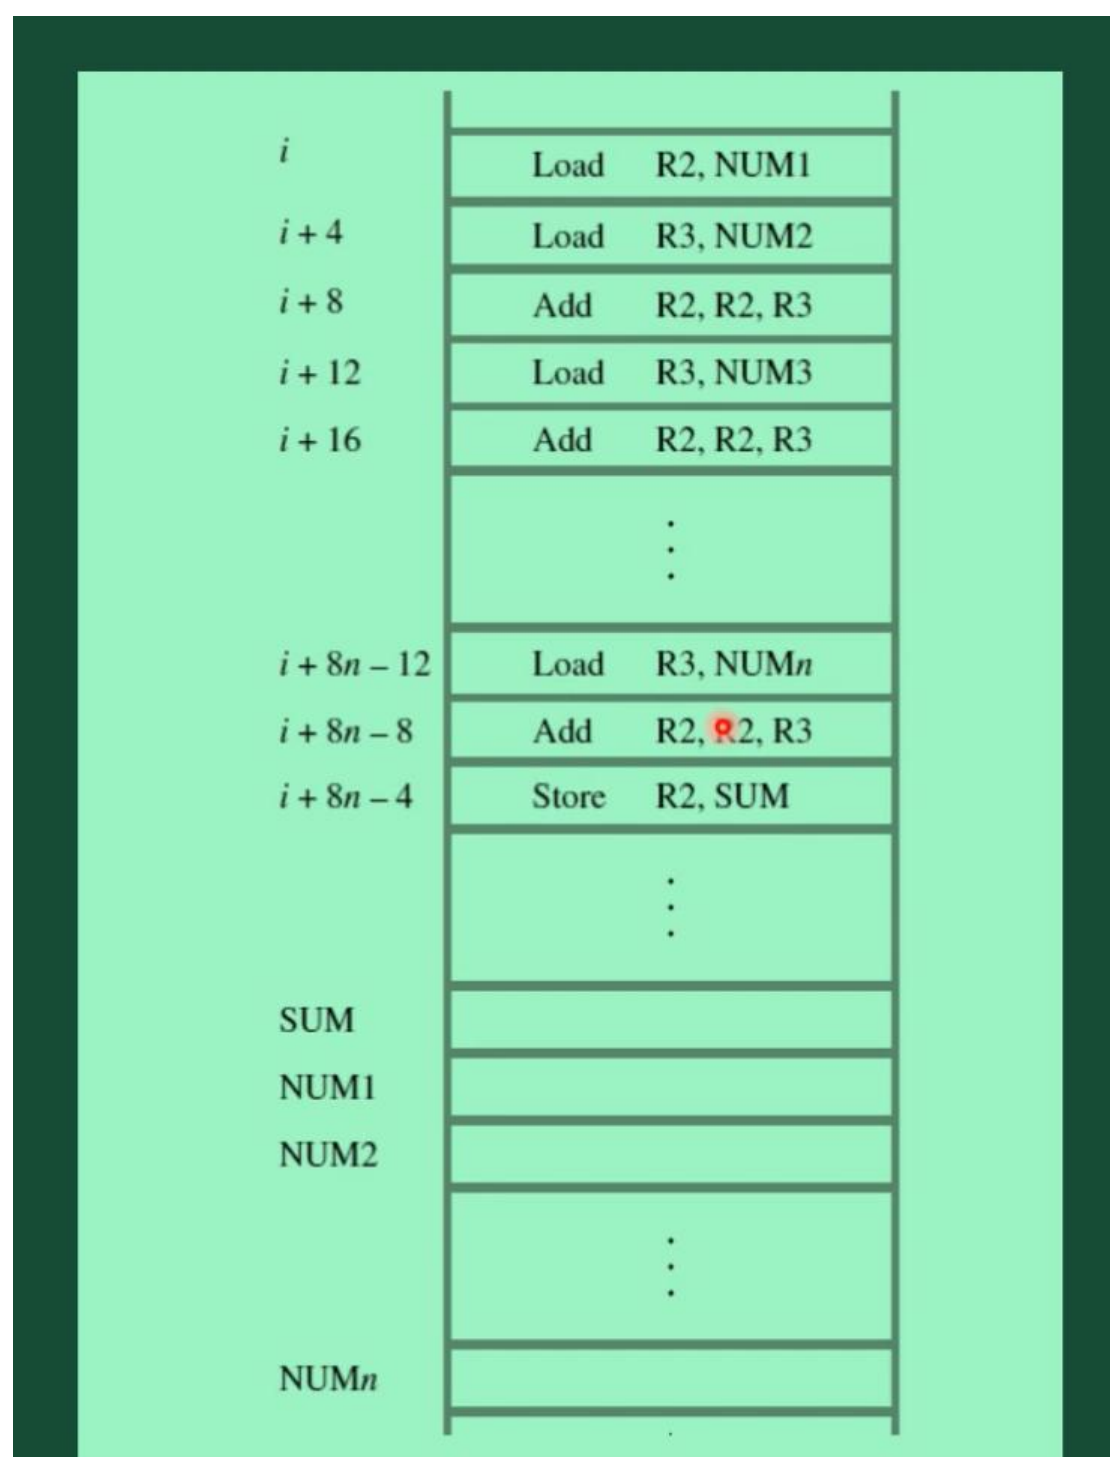 i Load R2, NUM1
i + 4 Load R3, NUM2
i + 8 Add R2, R2, R3
i + 12 Load R3, NUM3
i + 16 Add R2, R2, R3
i + 8n – 12 Load R3, NUMn
i + 8n – 8 Add R2, R2, R3
i + 8n – 4 Store R2, SUM
SUM
NUM1
NUM2
NUMn